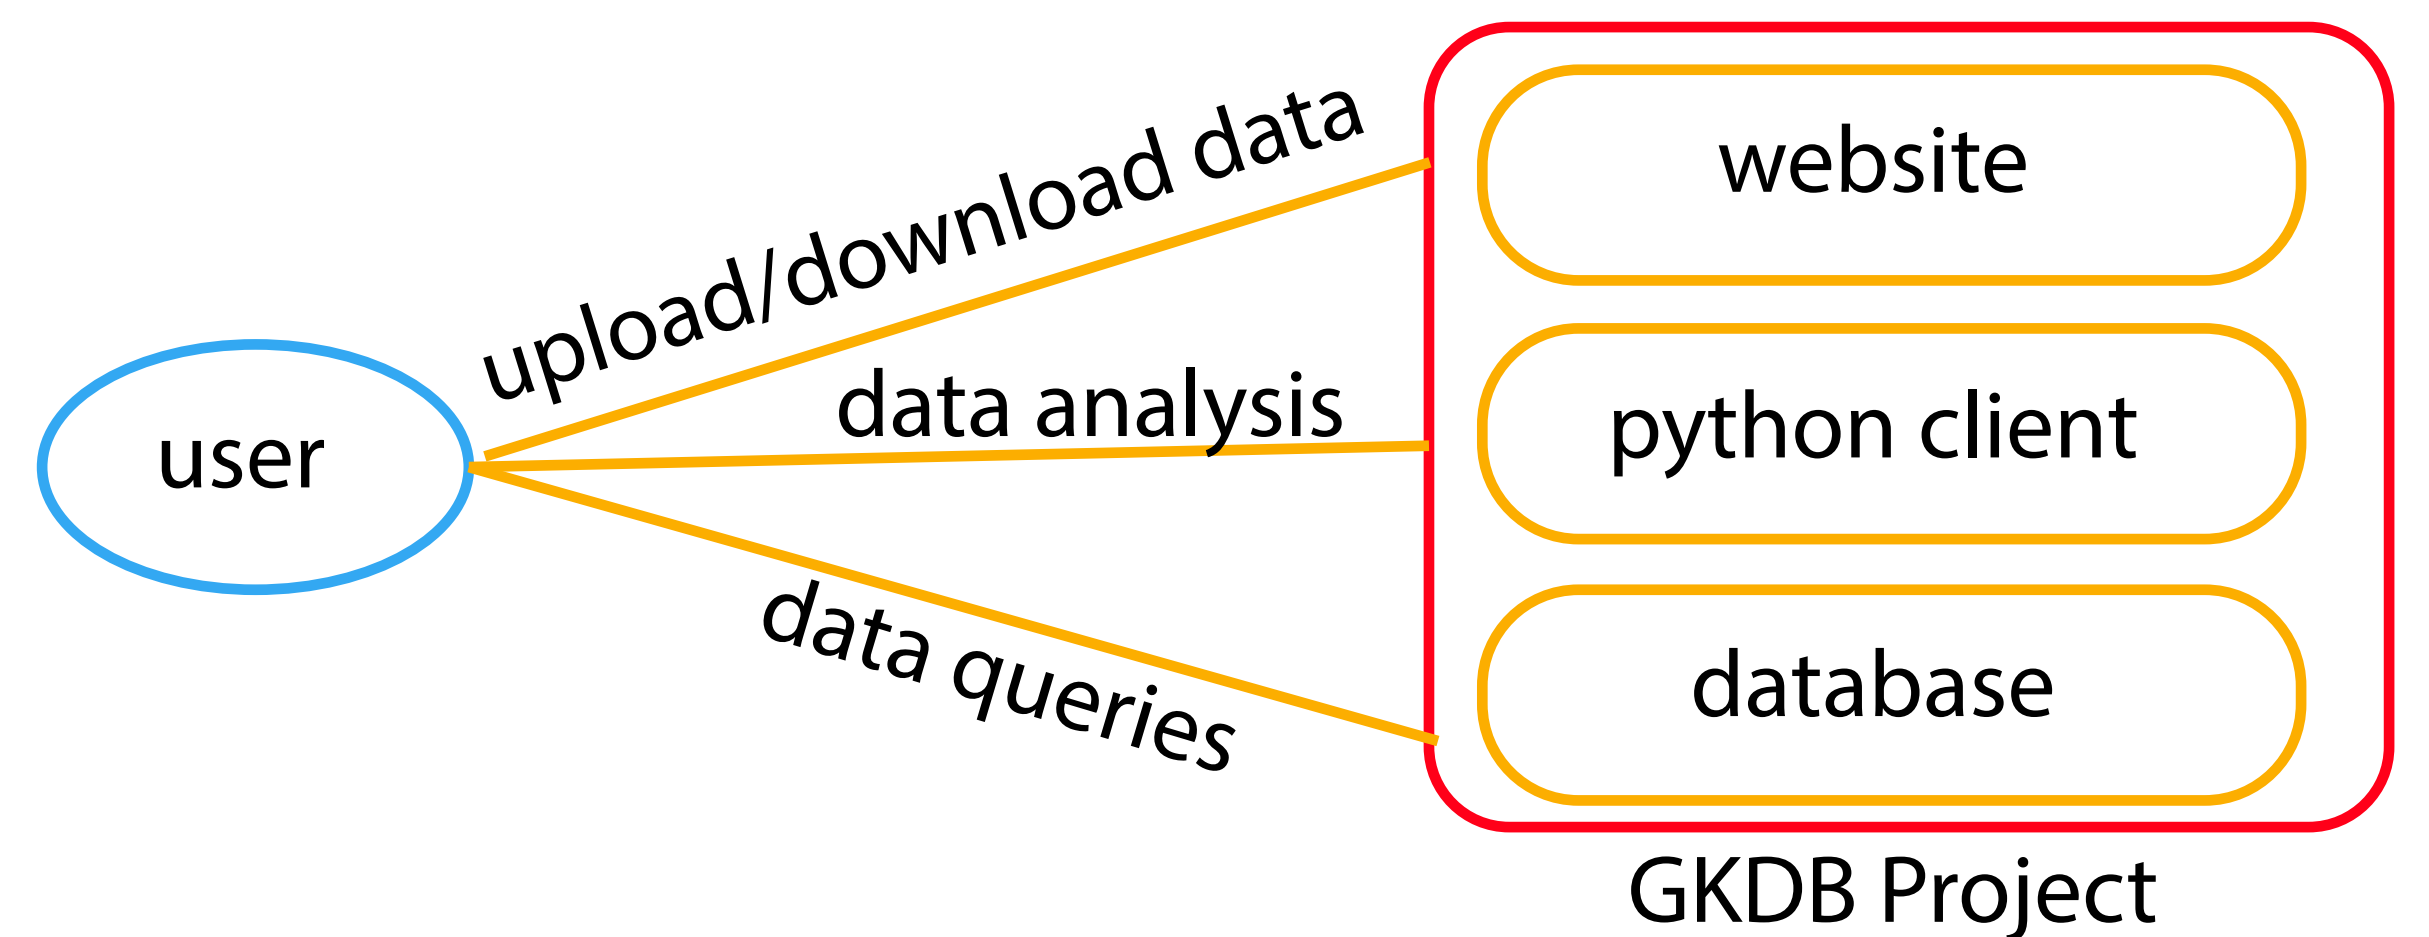 upload/download data
website
data analysis
python client
user
data queries
database
GKDB Project